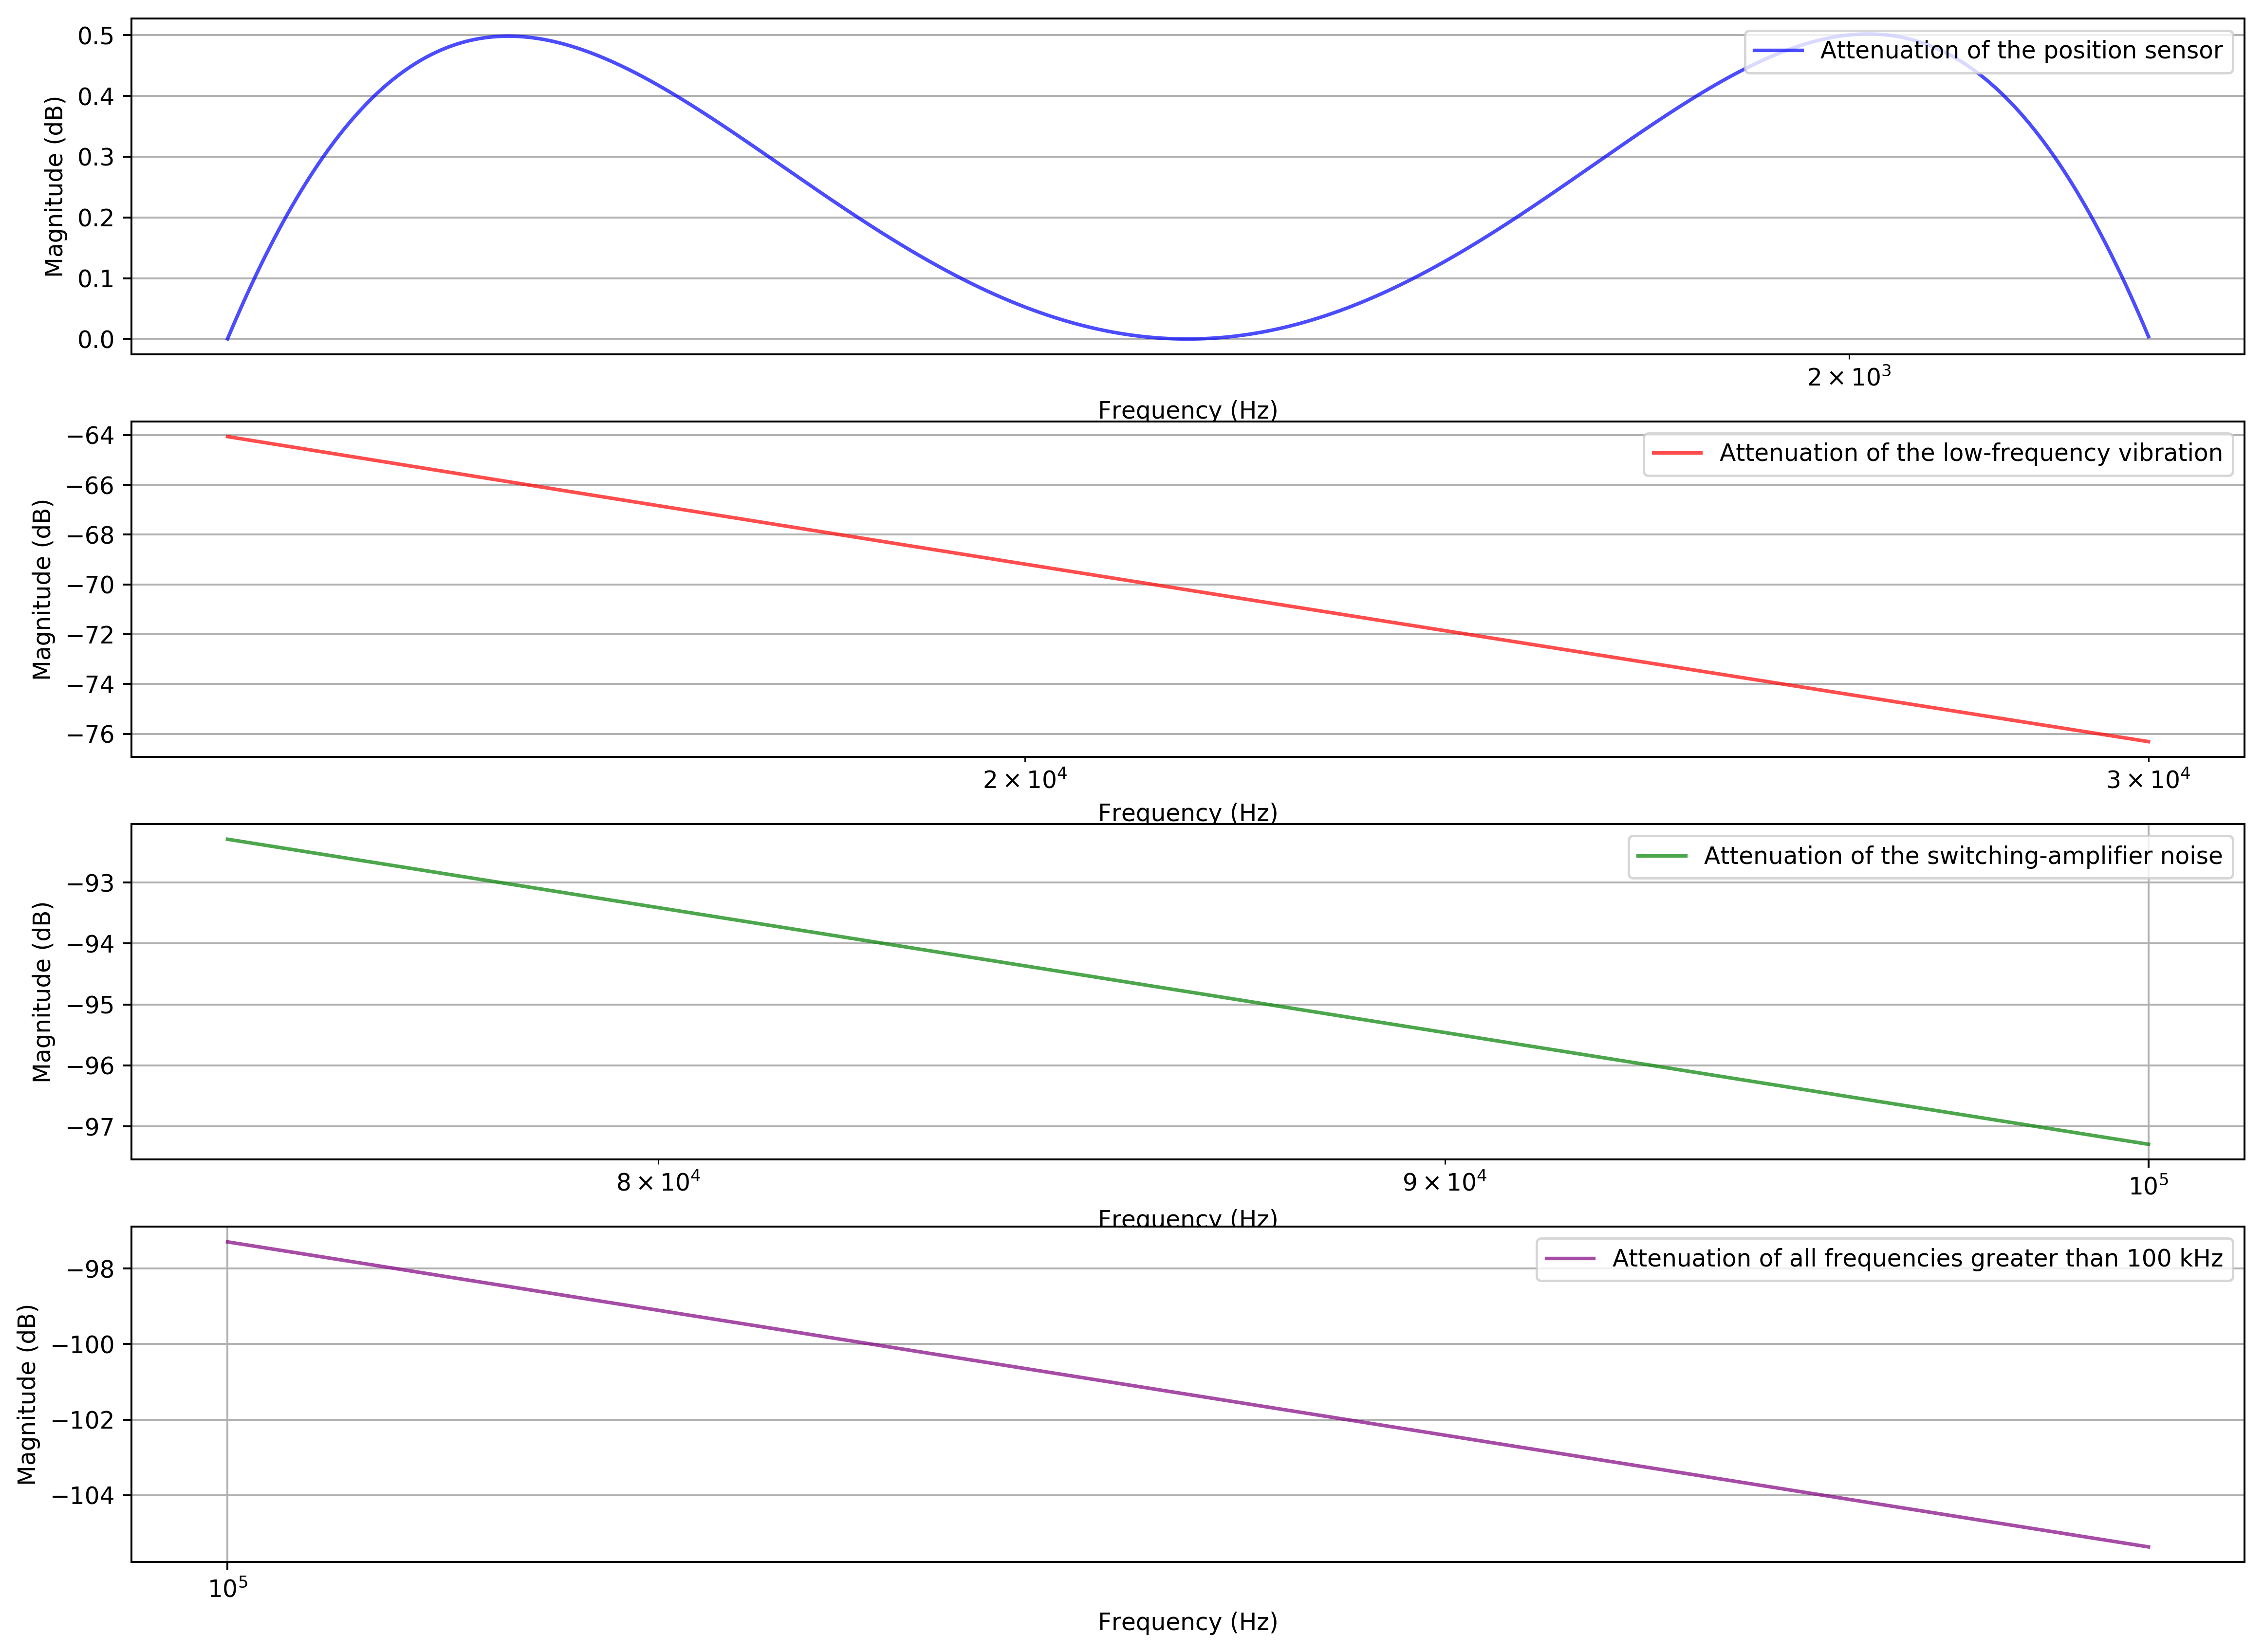 0.5
0.4
0.3
0.2
0.1
0.0
Magnitude (dB)
Attenuation of the position sensor
2 × 10³
Frequency (Hz)
−64
−66
−68
−70
−72
−74
−76
Magnitude (dB)
Attenuation of the low-frequency vibration
2 × 10⁴ 3 × 10⁴
Frequency (Hz)
−93
−94
−95
−96
−97
Magnitude (dB)
Attenuation of the switching-amplifier noise
8 × 10⁴ 9 × 10⁴ 10⁵
Frequency (Hz)
−98
−100
−102
−104
Magnitude (dB)
Attenuation of all frequencies greater than 100 kHz
10⁵
Frequency (Hz)